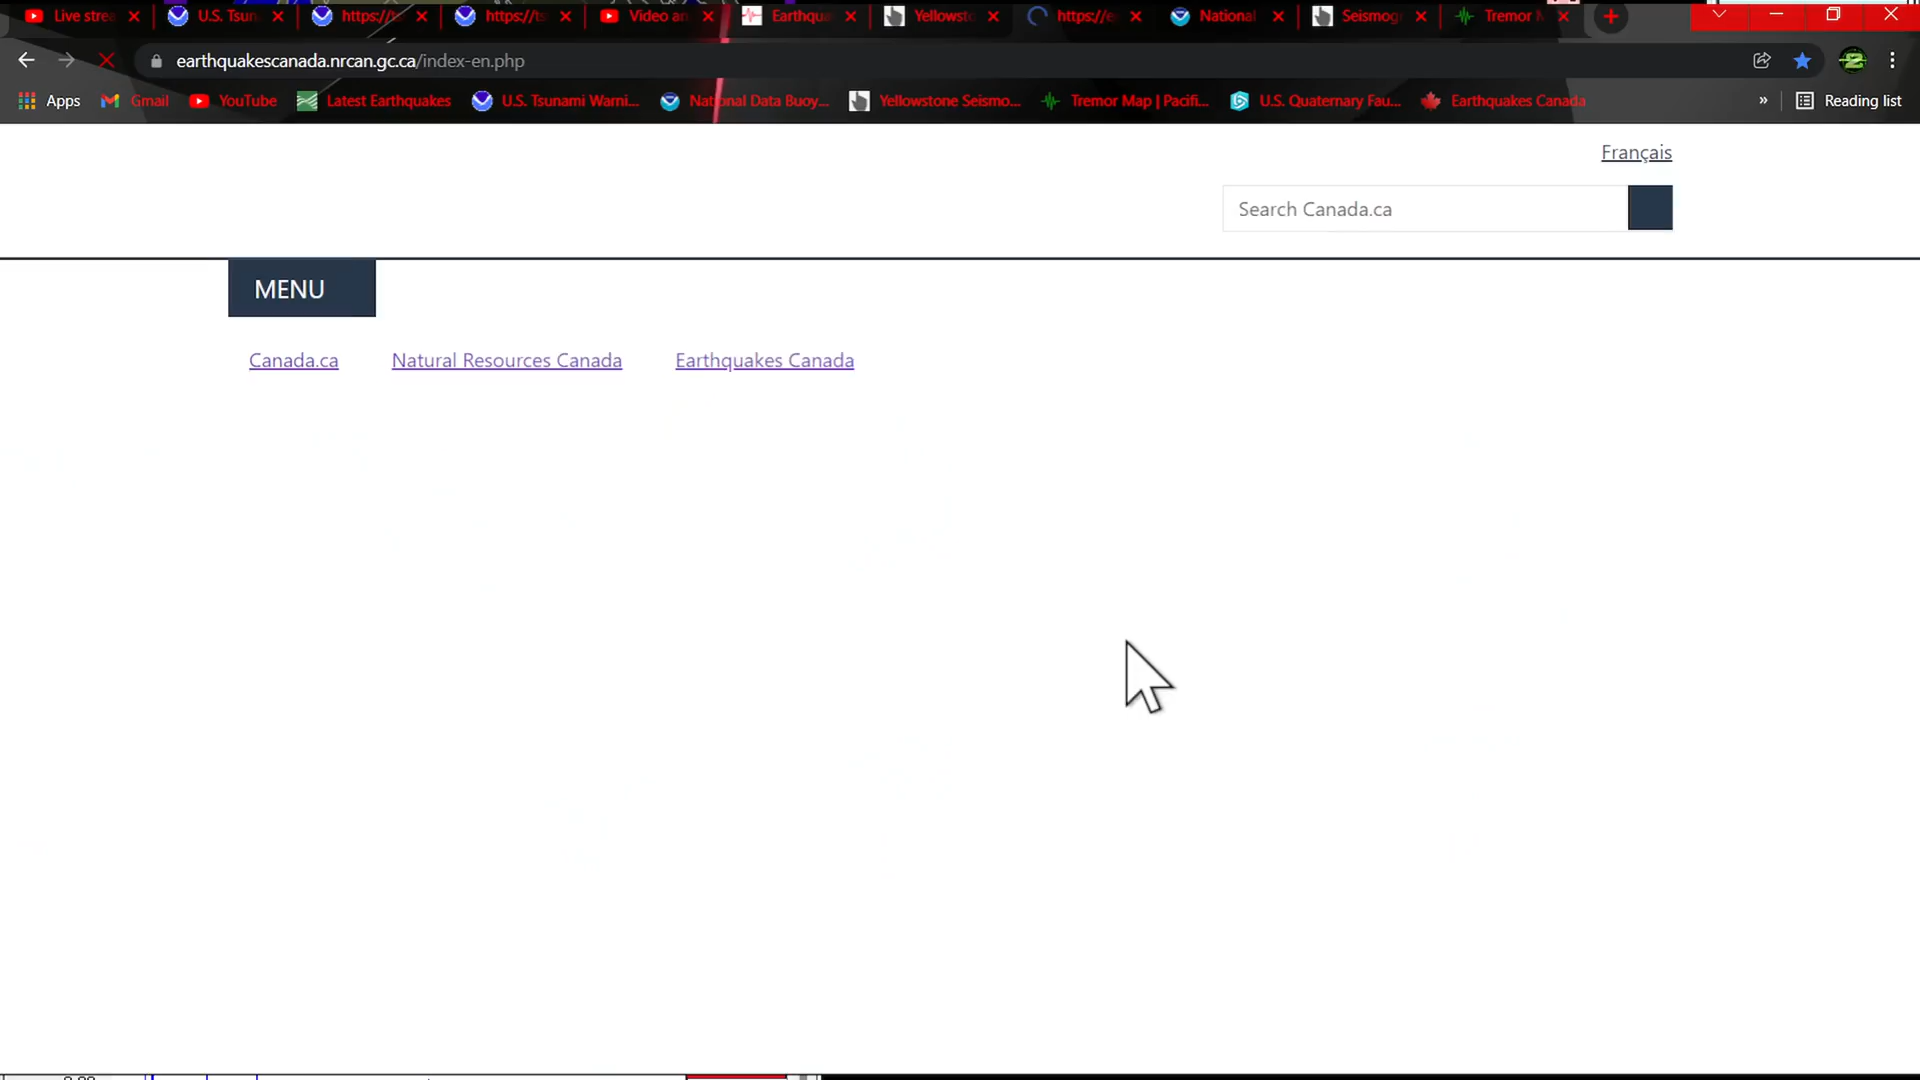 Live strea U.S. Tsun https://t https://ts Video an Earthqua Yellowsto https://e National Seismog Tremor M
earthquakescanada.nrcan.gc.ca/index-en.php
Apps Gmail YouTube Latest Earthquakes U.S. Tsunami Warni... National Data Buoy... Yellowstone Seismo... Tremor Map | Pacifi... U.S. Quaternary Fau... Earthquakes Canada » Reading list
Français
Search Canada.ca
MENU
Canada.ca Natural Resources Canada Earthquakes Canada